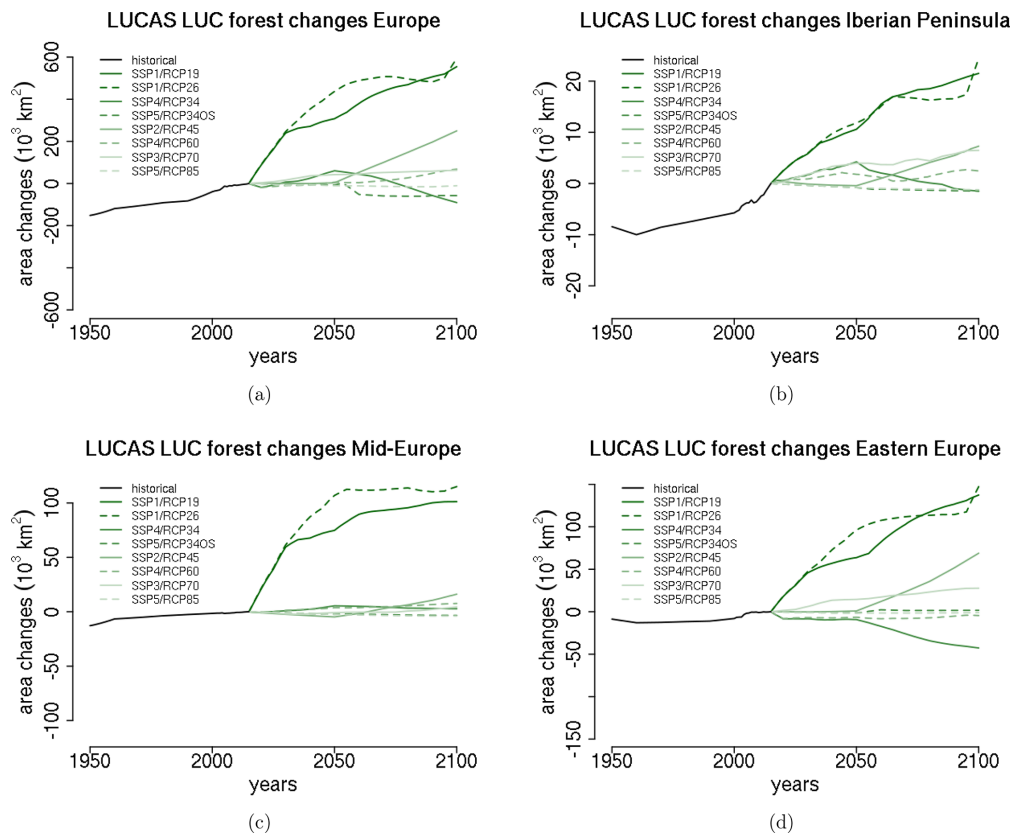 LUCAS LUC forest changes Europe
area changes (10³ km²)
600
200
0
-200
-600
historical
SSP1/RCP19
SSP1/RCP26
SSP4/RCP34
SSP5/RCP34OS
SSP2/RCP45
SSP4/RCP60
SSP3/RCP70
SSP5/RCP85
1950
2000
2050
2100
years
(a)
LUCAS LUC forest changes Iberian Peninsula
area changes (10³ km²)
20
10
0
-10
-20
historical
SSP1/RCP19
SSP1/RCP26
SSP4/RCP34
SSP5/RCP34OS
SSP2/RCP45
SSP4/RCP60
SSP3/RCP70
SSP5/RCP85
1950
2000
2050
2100
years
(b)
LUCAS LUC forest changes Mid-Europe
area changes (10³ km²)
100
50
0
-50
-100
historical
SSP1/RCP19
SSP1/RCP26
SSP4/RCP34
SSP5/RCP34OS
SSP2/RCP45
SSP4/RCP60
SSP3/RCP70
SSP5/RCP85
1950
2000
2050
2100
years
(c)
LUCAS LUC forest changes Eastern Europe
area changes (10³ km²)
100
50
0
-50
-150
historical
SSP1/RCP19
SSP1/RCP26
SSP4/RCP34
SSP5/RCP34OS
SSP2/RCP45
SSP4/RCP60
SSP3/RCP70
SSP5/RCP85
1950
2000
2050
2100
years
(d)